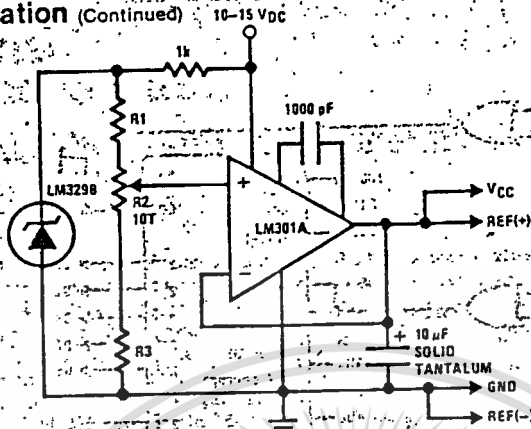 ation (Continued)
10–15 VDC
1k
1000 pF
R1
LM329B
R2
10T
+
LM301A
−
VCC
REF(+)
R3
+
10 μF
SOLID
TANTALUM
GND
REF(−)